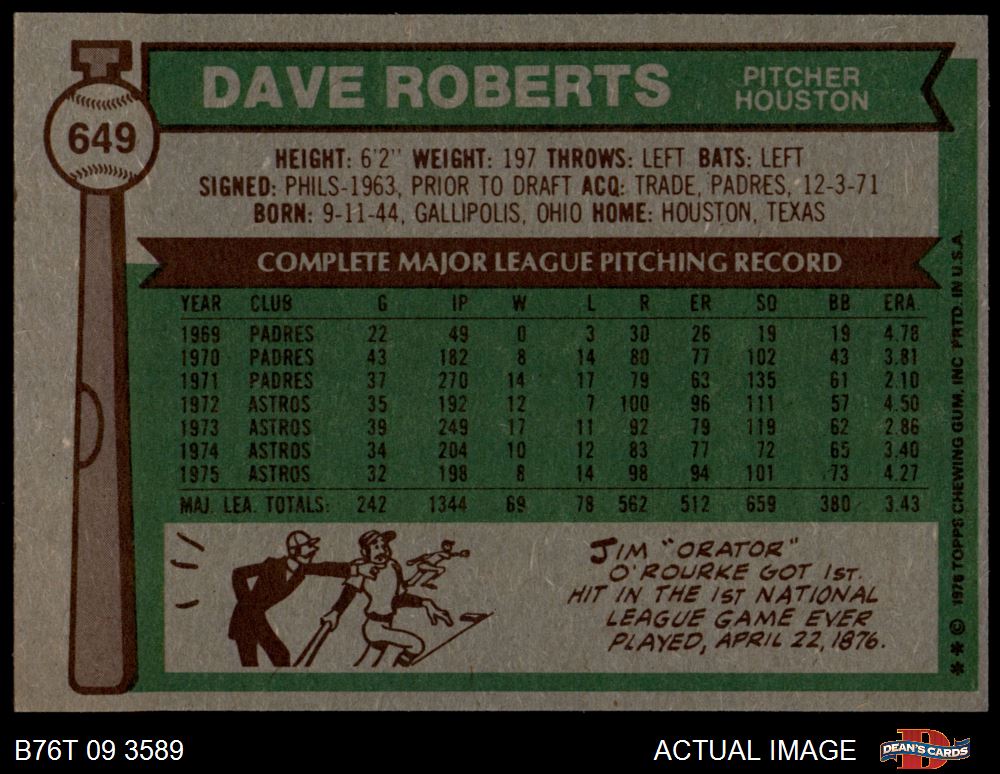 649
DAVE ROBERTS
PITCHER
HOUSTON
HEIGHT: 6'2" WEIGHT: 197 THROWS: LEFT BATS: LEFT
SIGNED: PHILS-1963, PRIOR TO DRAFT ACQ: TRADE, PADRES, 12-3-71
BORN: 9-11-44, GALLIPOLIS, OHIO HOME: HOUSTON, TEXAS
COMPLETE MAJOR LEAGUE PITCHING RECORD
YEAR CLUB G IP W L R ER SO BB ERA
1969 PADRES 22 49 0 3 30 26 19 19 4.78
1970 PADRES 43 182 8 14 80 77 102 43 3.81
1971 PADRES 37 270 14 17 79 63 135 61 2.10
1972 ASTROS 35 192 12 7 100 96 111 57 4.50
1973 ASTROS 39 249 17 11 92 79 119 62 2.86
1974 ASTROS 34 204 10 12 83 77 72 65 3.40
1975 ASTROS 32 198 8 14 98 94 101 73 4.27
MAJ. LEA. TOTALS: 242 1344 69 78 562 512 659 380 3.43
JIM "ORATOR"
O'ROURKE GOT 1ST.
HIT IN THE 1ST NATIONAL
LEAGUE GAME EVER
PLAYED, APRIL 22, 1876.
** © 1976 TOPPS CHEWING GUM, INC. PRTD. IN U.S.A.
B76T 09 3589
ACTUAL IMAGE
DEAN'S CARDS